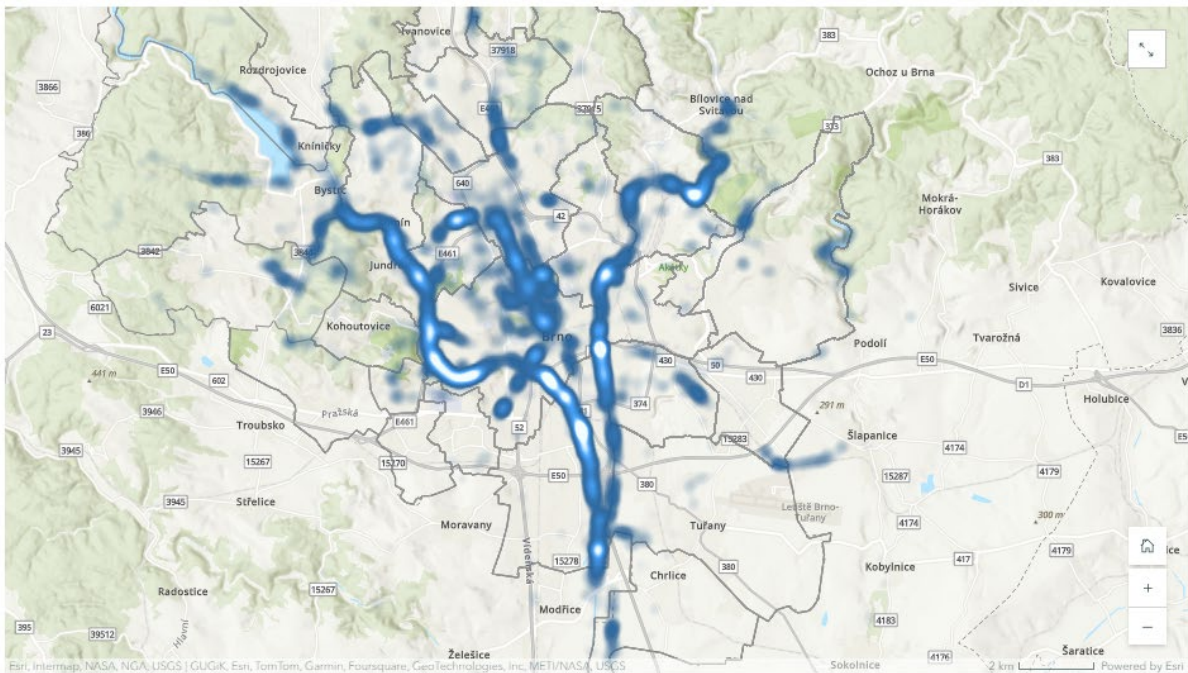 Ivanovice
383
37918
Rozdrojovice
Ochoz u Brna
3866
Bílovice nad
Svitavou
386
373
Kníničky
383
640
Bystrc
Mokrá-
Horákov
42
3842
E461
Sivice
Kovalovice
6021
Kohoutovice
3836
23
Brno
Podolí
Tvarožná
E50
430
50
E50
441 m
602
430
D1
Holubice
3946
374
291 m
Pražská
E461
52
Troubsko
15283
Šlapanice
4174
3945
15267
15270
E50
380
15287
4179
3945
Střelice
Letiště Brno-
Tuřany
Moravany
Tuřany
4174
300 m
Vídeňská
15278
417
4179
380
Kobylnice
Chrlice
Radostice
15267
Modřice
395
39512
Hlavní
4183
Želešice
4176
Šaratice
Sokolnice
Esri, Intermap, NASA, NGA, USGS | GUGiK, Esri, TomTom, Garmin, Foursquare, GeoTechnologies, Inc, METI/NASA, USGS
2 km
Powered by Esri